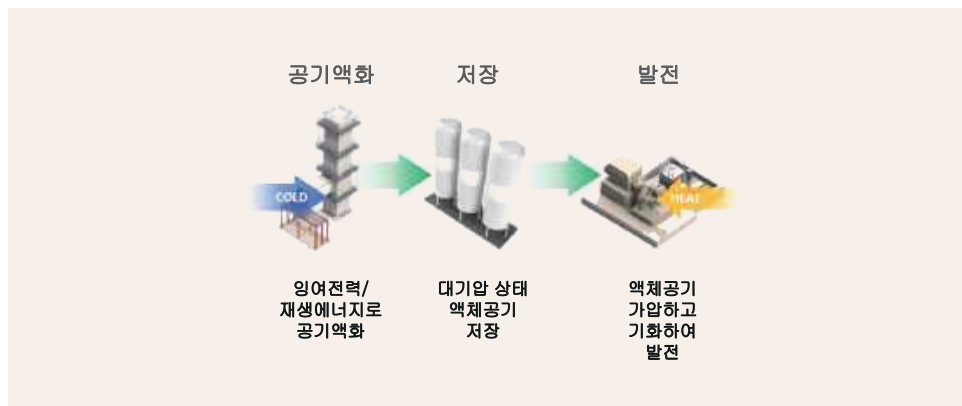 공기액화
저장
발전
COLD
HEAT
잉여전력/
재생에너지로
공기액화
대기압 상태
액체공기
저장
액체공기
가압하고
기화하여
발전